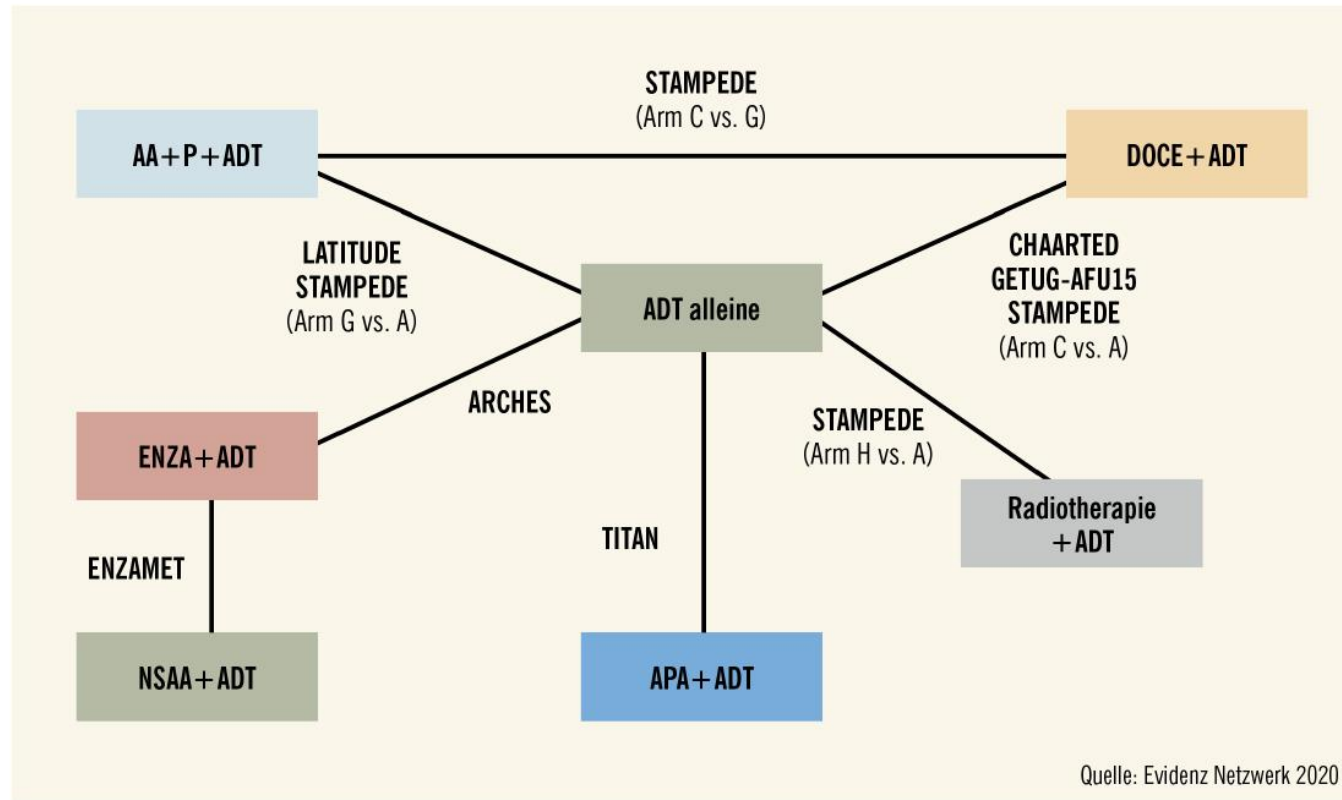 STAMPEDE
(Arm C vs. G)
AA+P+ADT
DOCE+ADT
LATITUDE
STAMPEDE
(Arm G vs. A)
ADT alleine
CHAARTED
GETUG-AFU15
STAMPEDE
(Arm C vs. A)
ARCHES
STAMPEDE
(Arm H vs. A)
ENZA+ADT
Radiotherapie
+ADT
TITAN
ENZAMET
NSAA+ADT
APA+ADT
Quelle: Evidenz Netwerk 2020